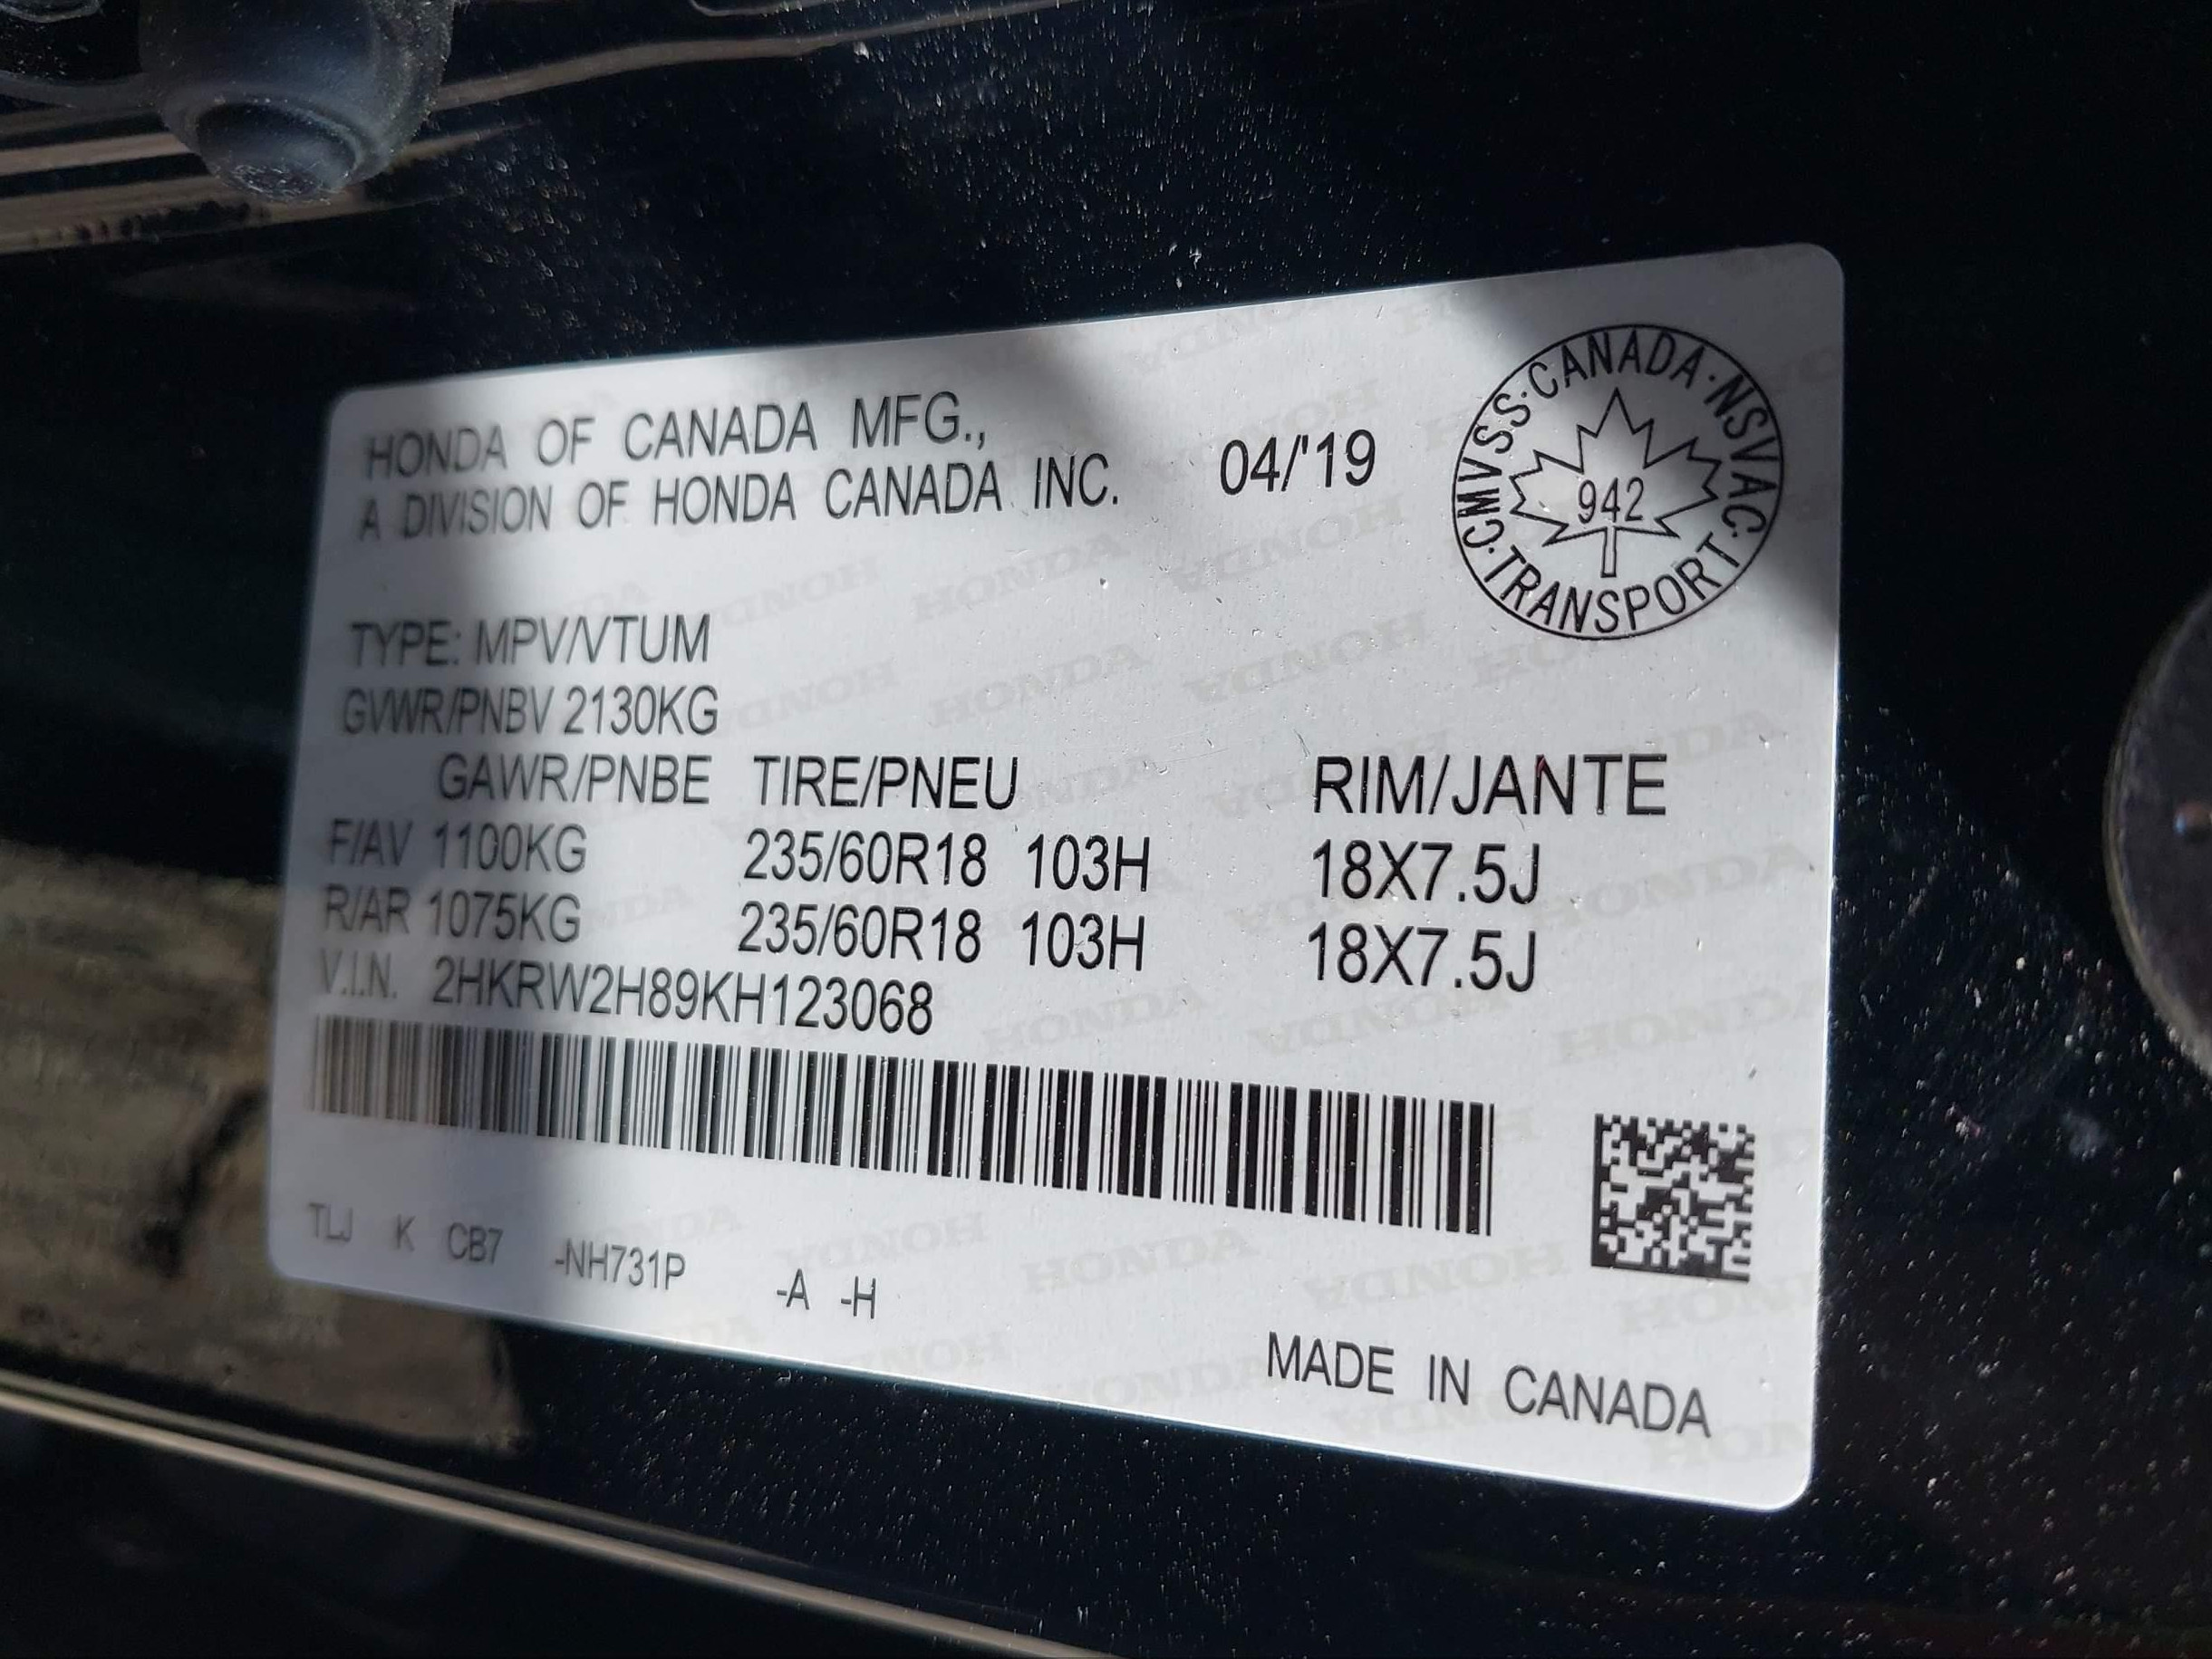 HONDA OF CANADA MFG.,
A DIVISION OF HONDA CANADA INC. 04/'19
CMVSS·CANADA·NSVAC·TRANSPORT·
942
TYPE: MPV/VTUM
GVWR/PNBV 2130KG
GAWR/PNBE TIRE/PNEU RIM/JANTE
F/AV 1100KG 235/60R18 103H 18X7.5J
R/AR 1075KG 235/60R18 103H 18X7.5J
V.I.N. 2HKRW2H89KH123068
TLJ K CB7 -NH731P -A -H
MADE IN CANADA